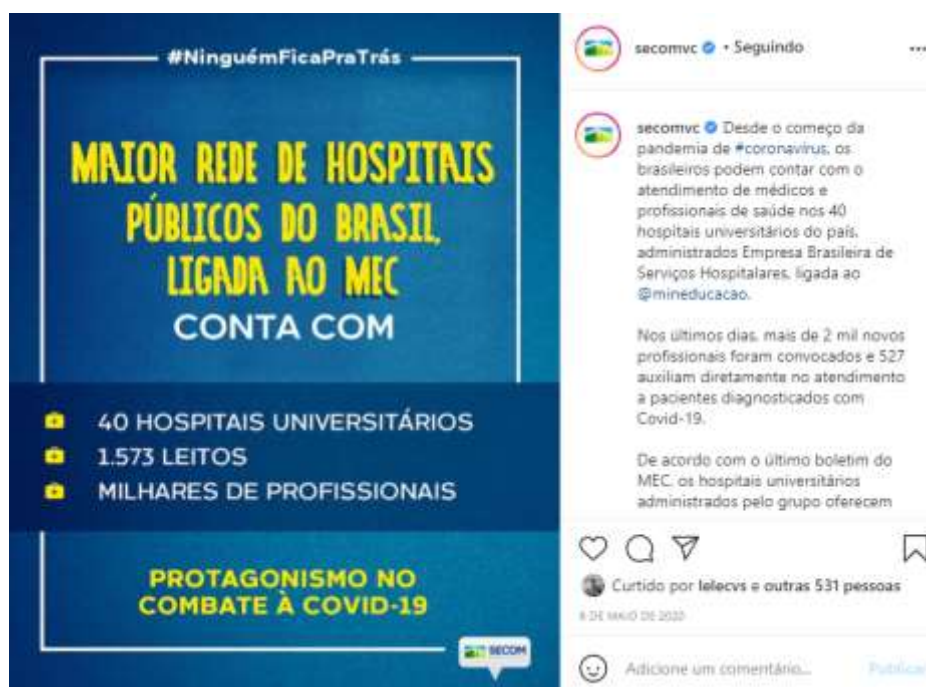 #NinguémFicaPraTrás
MAIOR REDE DE HOSPITAIS
PÚBLICOS DO BRASIL,
LIGADA AO MEC
CONTA COM
40 HOSPITAIS UNIVERSITÁRIOS
1.573 LEITOS
MILHARES DE PROFISSIONAIS
PROTAGONISMO NO
COMBATE À COVID-19
SECOM
secomvc • Seguindo
secomvc Desde o começo da
pandemia de #coronavírus, os
brasileiros podem contar com o
atendimento de médicos e
profissionais de saúde nos 40
hospitais universitários do país,
administrados Empresa Brasileira de
Serviços Hospitalares, ligada ao
@mineducacao.
Nos últimos dias, mais de 2 mil novos
profissionais foram convocados e 527
auxiliam diretamente no atendimento
a pacientes diagnosticados com
Covid-19.
De acordo com o último boletim do
MEC, os hospitais universitários
administrados pelo grupo oferecem
Curtido por lelecvs e outras 531 pessoas
6 DE MAIO DE 2020
Adicione um comentário...
Publicar